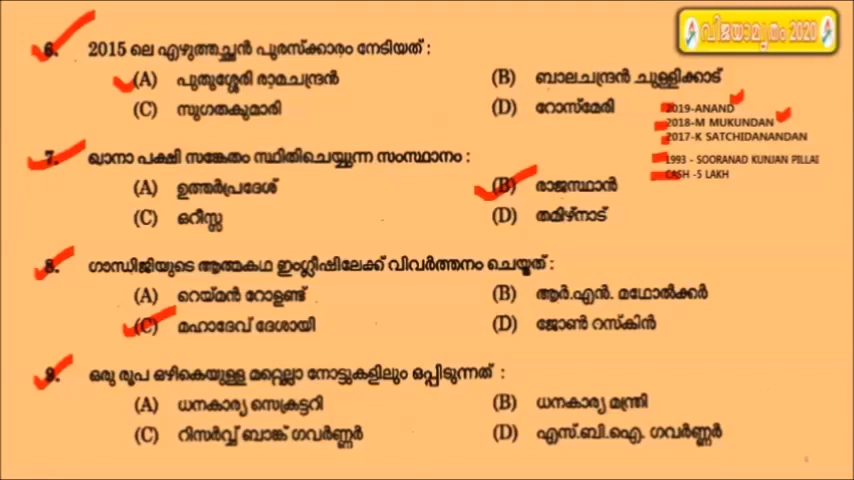 വിജയാമൃതം 2020
6. 2015 ലെ എഴുത്തച്ഛൻ പുരസ്ക്കാരം നേടിയത് :
(A) പുതുശ്ശേരി രാമചന്ദ്രൻ (B) ബാലചന്ദ്രൻ ചുള്ളിക്കാട്
(C) സുഗതകുമാരി (D) റോസ്മേരി
2019-ANAND
2018-M MUKUNDAN
2017-K SATCHIDANANDAN
1993 - SOORANAD KUNJAN PILLAI
CASH -5 LAKH
7. ഖാനാ പക്ഷി സങ്കേതം സ്ഥിതിചെയ്യുന്ന സംസ്ഥാനം :
(A) ഉത്തർപ്രദേശ് (B) രാജസ്ഥാൻ
(C) ഒറീസ്സ (D) തമിഴ്നാട്
8. ഗാന്ധിജിയുടെ ആത്മകഥ ഇംഗ്ലീഷിലേക്ക് വിവർത്തനം ചെയ്തത് :
(A) റെയ്മൻ റോളണ്ട് (B) ആർ.എൻ. മഥോൽക്കർ
(C) മഹാദേവ് ദേശായി (D) ജോൺ റസ്കിൻ
9. ഒരു രൂപ ഒഴികെയുള്ള മറ്റെല്ലാ നോട്ടുകളിലും ഒപ്പിടുന്നത് :
(A) ധനകാര്യ സെക്രട്ടറി (B) ധനകാര്യ മന്ത്രി
(C) റിസർവ്വ് ബാങ്ക് ഗവർണ്ണർ (D) എസ്.ബി.ഐ. ഗവർണ്ണർ